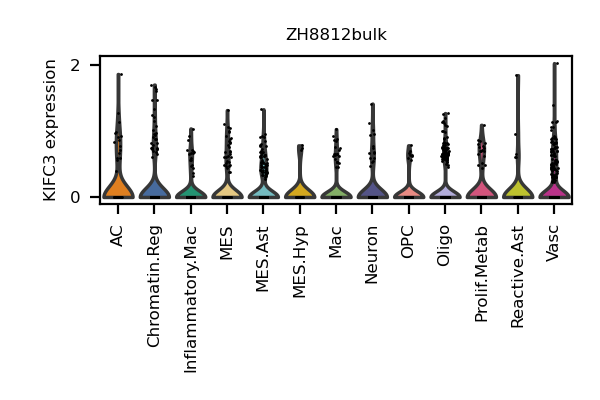 ZH8812bulk
KIFC3 expression
2
0
AC
Chromatin.Reg
Inflammatory.Mac
MES
MES.Ast
MES.Hyp
Mac
Neuron
OPC
Oligo
Prolif.Metab
Reactive.Ast
Vasc